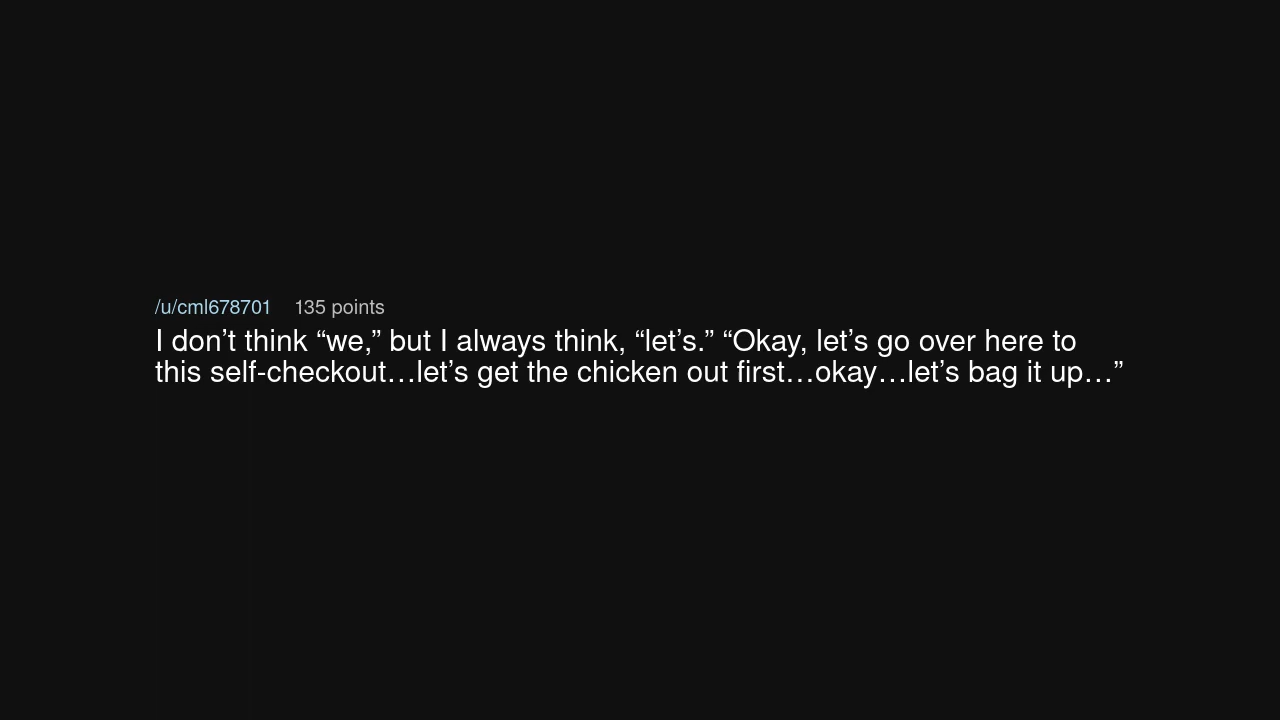 /u/cml678701 135 points
I don’t think “we,” but I always think, “let’s.” “Okay, let’s go over here to
this self-checkout…let’s get the chicken out first…okay…let’s bag it up…”